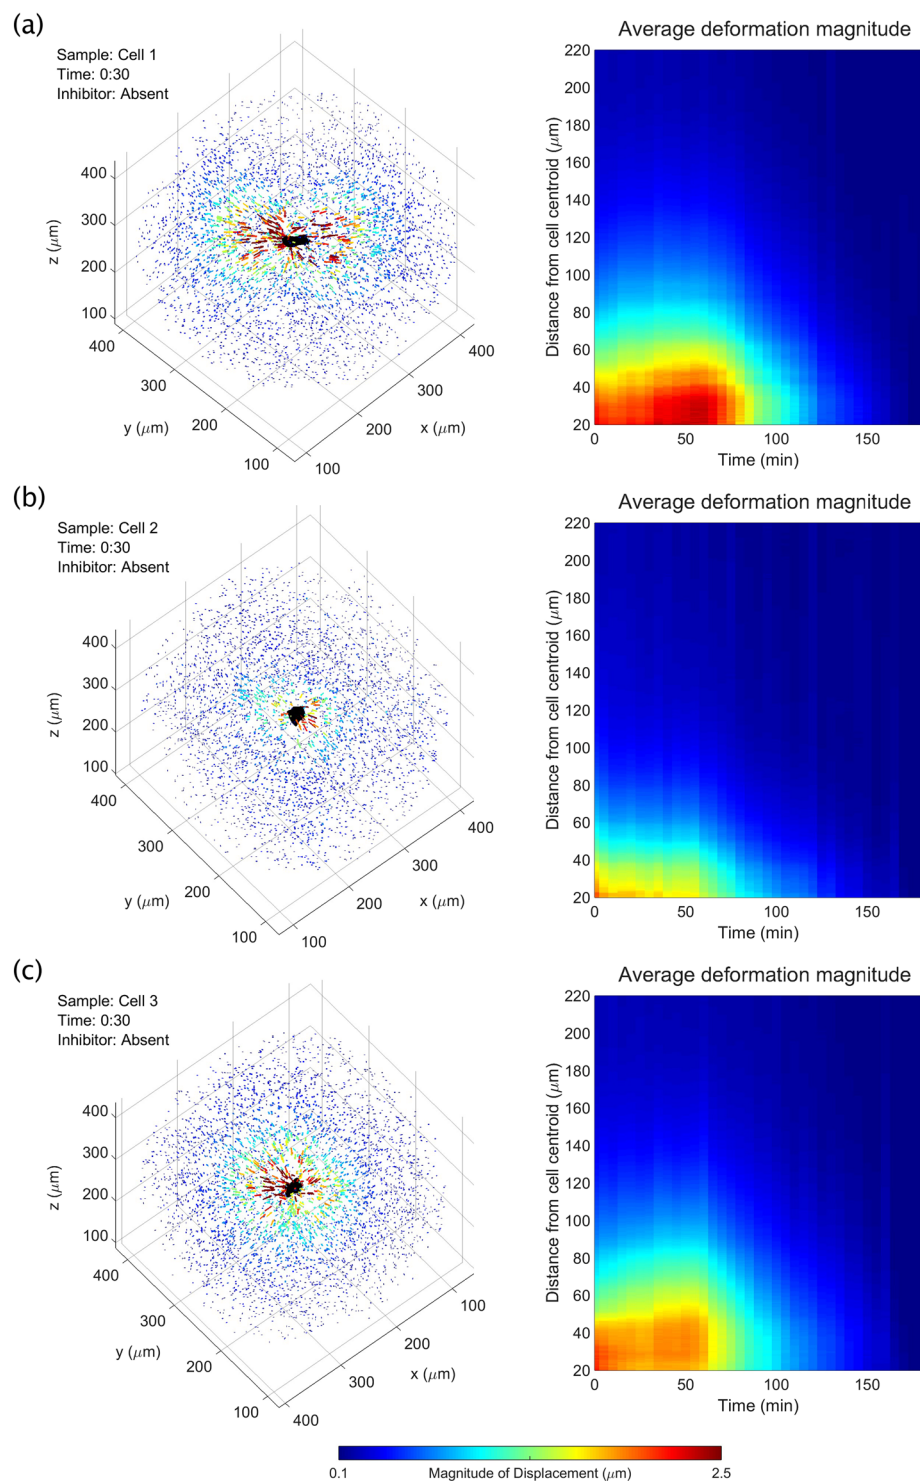 (a)
Sample: Cell 1
Time: 0:30
Inhibitor: Absent
400
300
200
100
z (μm)
400
300
200
100
y (μm)
100
200
300
400
x (μm)
Average deformation magnitude
220
200
180
160
140
120
100
80
60
40
20
Distance from cell centroid (μm)
0
50
100
150
Time (min)
(b)
Sample: Cell 2
Time: 0:30
Inhibitor: Absent
400
300
200
100
z (μm)
400
300
200
100
y (μm)
100
200
300
400
x (μm)
Average deformation magnitude
220
200
180
160
140
120
100
80
60
40
20
Distance from cell centroid (μm)
0
50
100
150
Time (min)
(c)
Sample: Cell 3
Time: 0:30
Inhibitor: Absent
400
300
200
100
z (μm)
400
300
200
100
y (μm)
400
300
200
100
x (μm)
Average deformation magnitude
220
200
180
160
140
120
100
80
60
40
20
Distance from cell centroid (μm)
0
50
100
150
Time (min)
0.1
Magnitude of Displacement (μm)
2.5